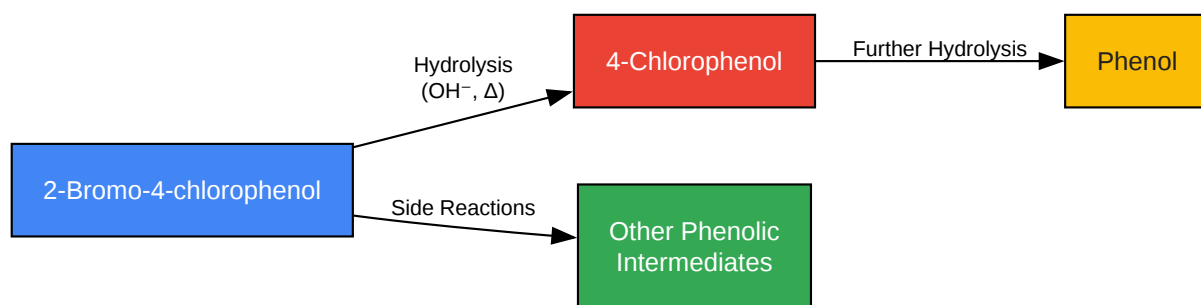 Hydrolysis
(OH⁻, Δ)
4-Chlorophenol
Further Hydrolysis
Phenol
2-Bromo-4-chlorophenol
Side Reactions
Other Phenolic
Intermediates